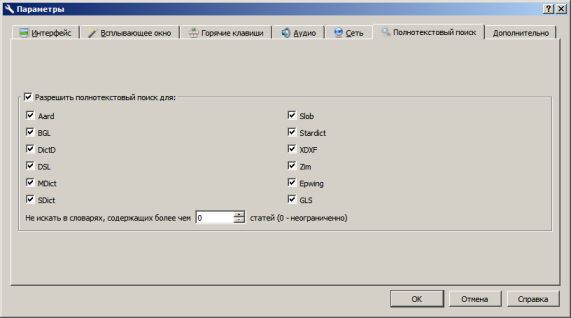 Параметры
Интерфейс Всплывающее окно Горячие клавиши Аудио Сеть Полнотекстовый поиск Дополнительно
Разрешить полнотекстовый поиск для:
Aard Slob
BGL Stardict
DictD XDXF
DSL Zim
MDict Epwing
SDict GLS
Не искать в словарях, содержащих более чем 0 статей (0 - неограниченно)
OK Отмена Справка